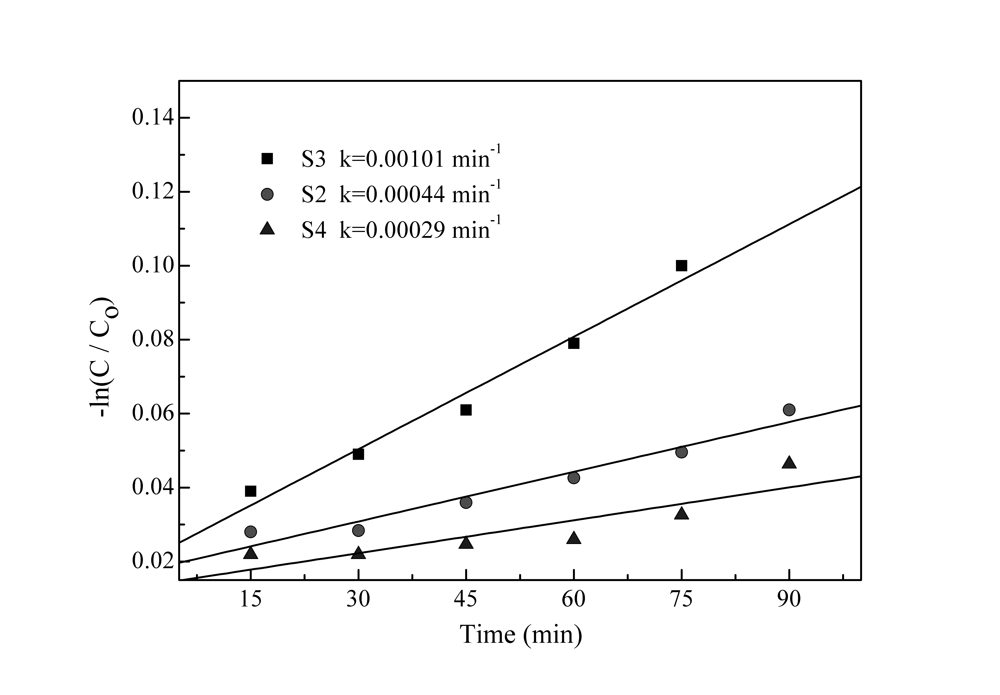 0.14
0.12
0.10
0.08
0.06
0.04
0.02
-ln(C / Co)
S3 k=0.00101 min-1
S2 k=0.00044 min-1
S4 k=0.00029 min-1
15 30 45 60 75 90
Time (min)